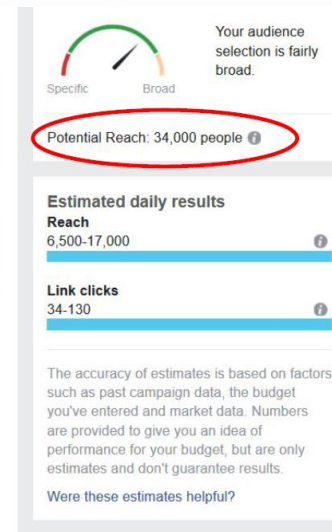 Your audience
selection is fairly
broad.
Specific
Broad
Potential Reach: 34,000 people
Estimated daily results
Reach
6,500-17,000
Link clicks
34-130
The accuracy of estimates is based on factors
such as past campaign data, the budget
you've entered and market data. Numbers
are provided to give you an idea of
performance for your budget, but are only
estimates and don't guarantee results.
Were these estimates helpful?